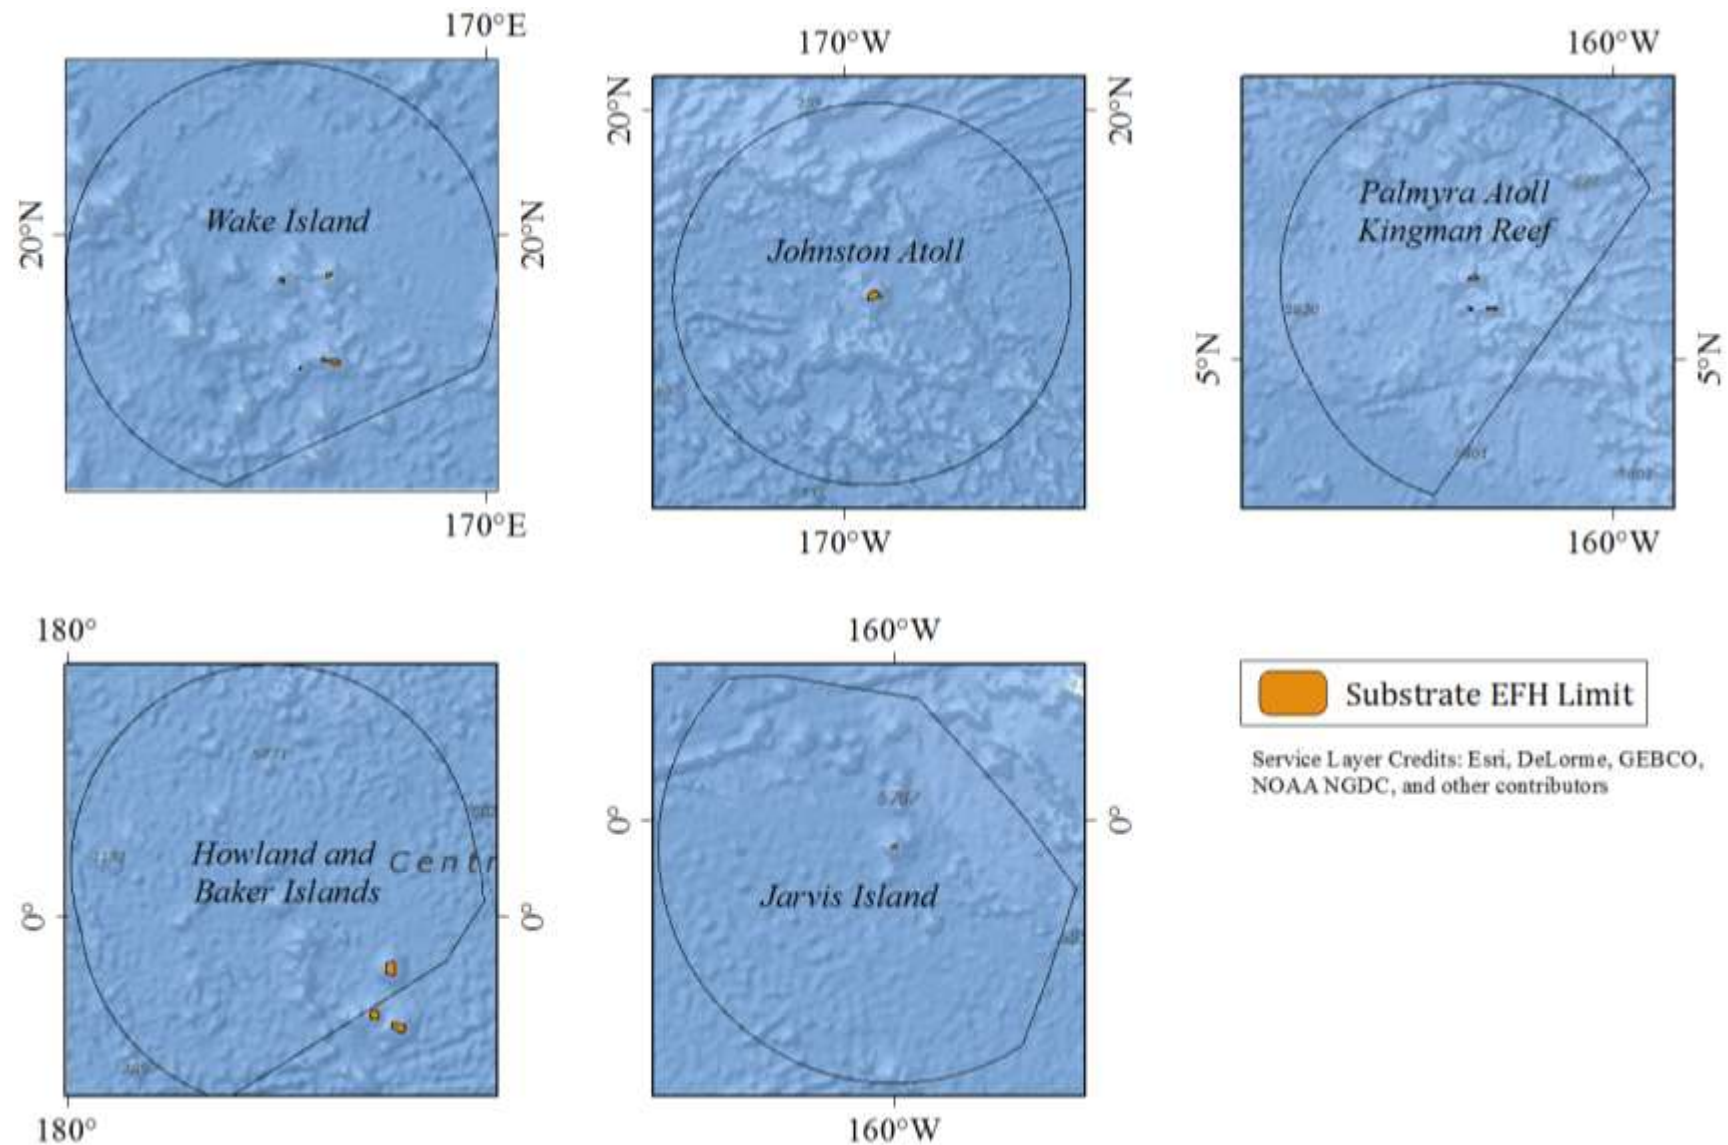 170°E
170°W
160°W
20°N
20°N
20°N
20°N
Wake Island
Johnston Atoll
Palmyra Atoll
Kingman Reef
5°N
5°N
170°E
170°W
160°W
180°
160°W
Substrate EFH Limit
Service Layer Credits: Esri, DeLorme, GEBCO,
NOAA NGDC, and other contributors
5767
0°
0°
Howland and
Baker Islands
Centr
Jarvis Island
0°
0°
180°
160°W